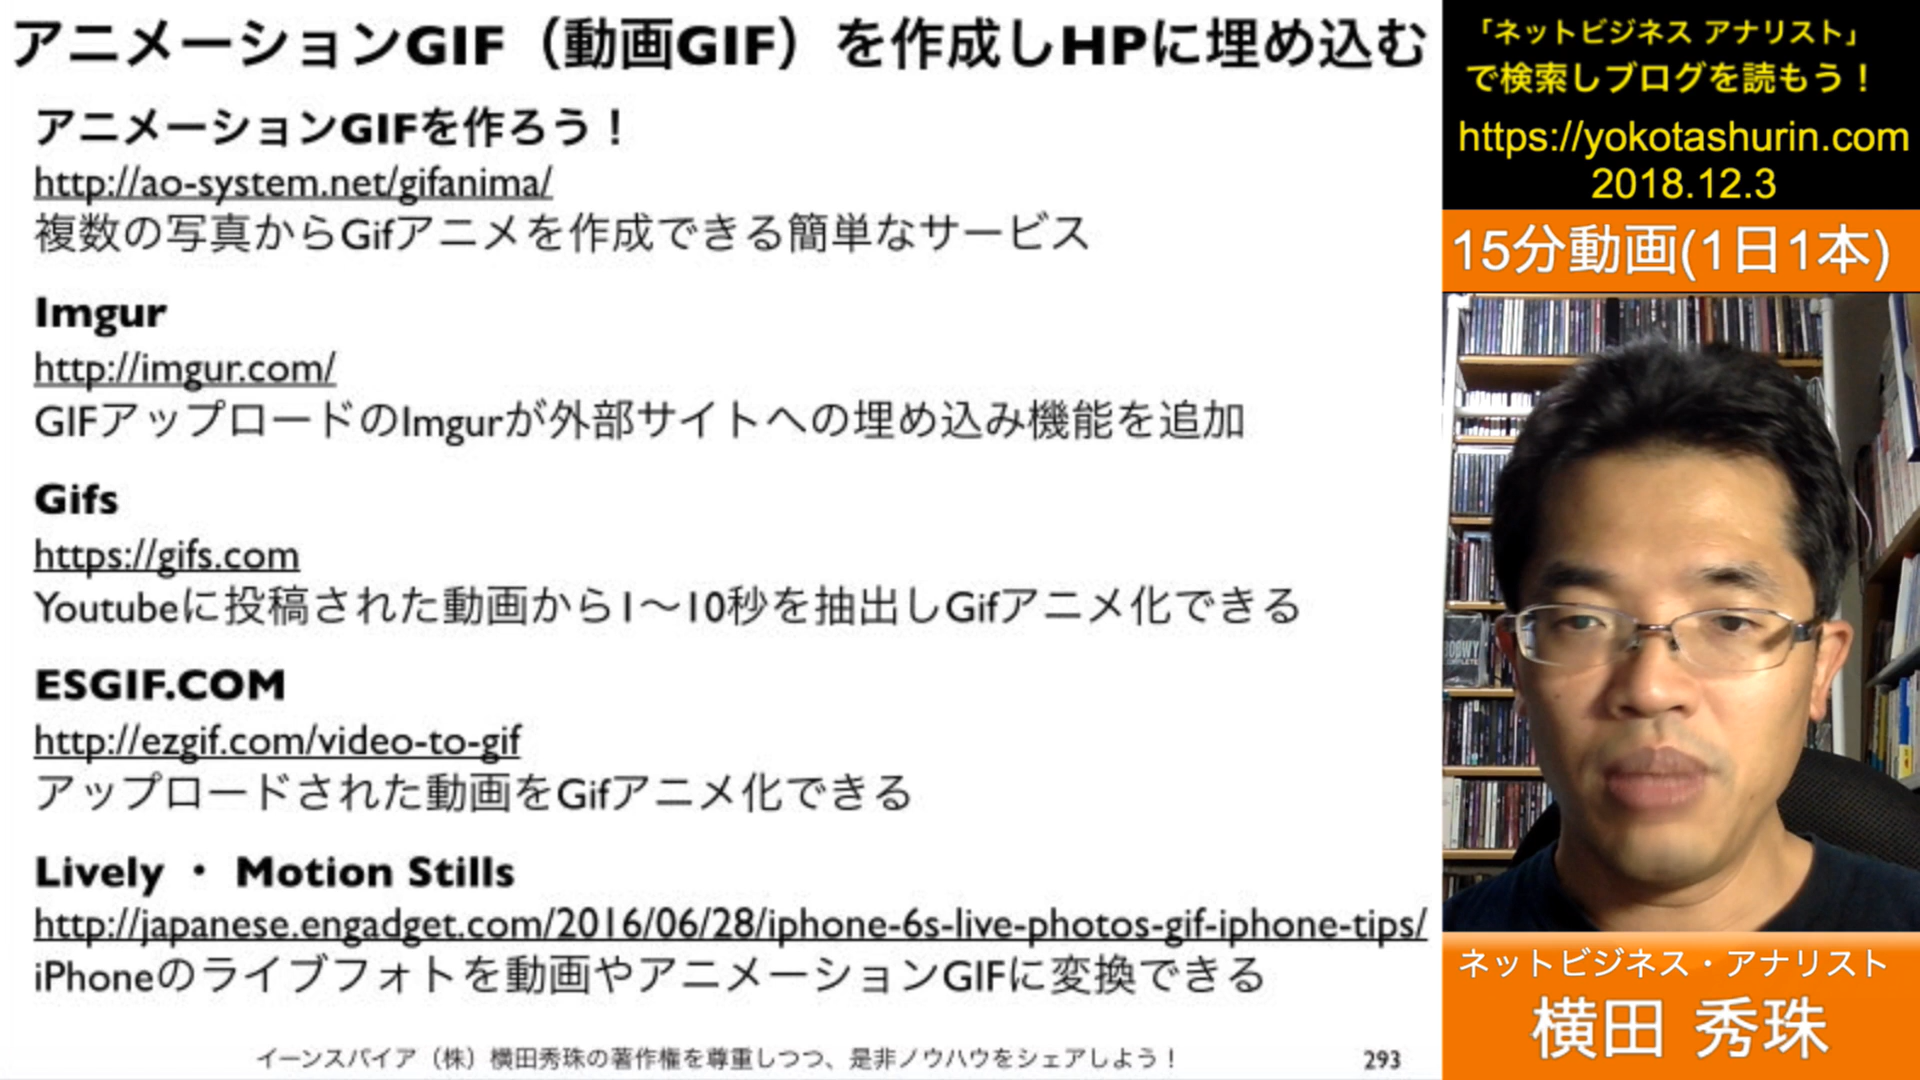 アニメーションGIF（動画GIF）を作成しHPに埋め込む
アニメーションGIFを作ろう！
http://ao-system.net/gifanima/
複数の写真からGifアニメを作成できる簡単なサービス
Imgur
http://imgur.com/
GIFアップロードのImgurが外部サイトへの埋め込み機能を追加
Gifs
https://gifs.com
Youtubeに投稿された動画から1〜10秒を抽出しGifアニメ化できる
ESGIF.COM
http://ezgif.com/video-to-gif
アップロードされた動画をGifアニメ化できる
Lively ・ Motion Stills
http://japanese.engadget.com/2016/06/28/iphone-6s-live-photos-gif-iphone-tips/
iPhoneのライブフォトを動画やアニメーションGIFに変換できる
イーンスパイア（株）横田秀珠の著作権を尊重しつつ、是非ノウハウをシェアしよう！
293
「ネットビジネス アナリスト」
で検索しブログを読もう！
https://yokotashurin.com
2018.12.3
15分動画(1日1本)
BOOWY
COMPLETE
ネットビジネス・アナリスト
横田 秀珠